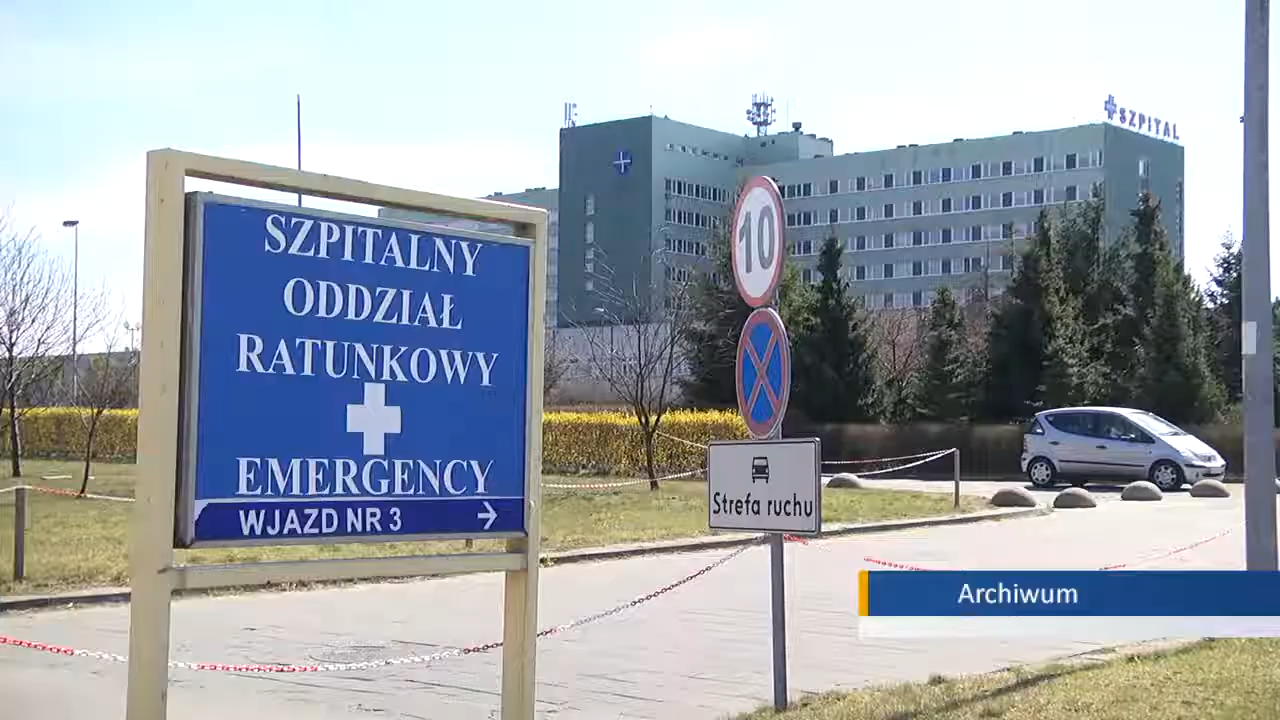 SZPITALNY
ODDZIAŁ
RATUNKOWY
EMERGENCY
WJAZD NR 3
10
Strefa ruchu
SZPITAL
Archiwum